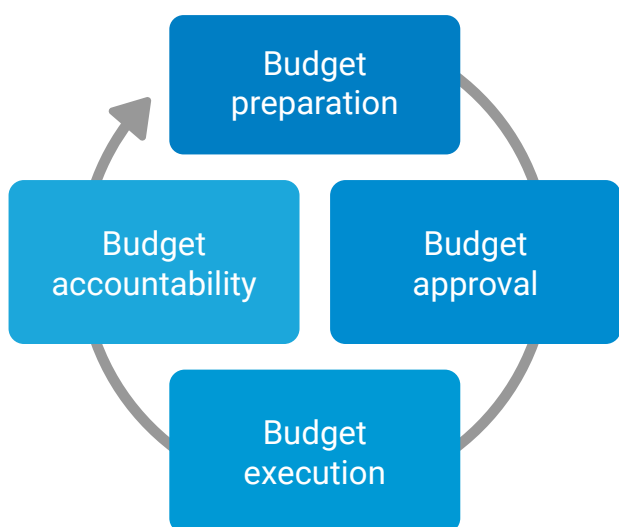 Budget
preparation
Budget
approval
Budget
execution
Budget
accountability